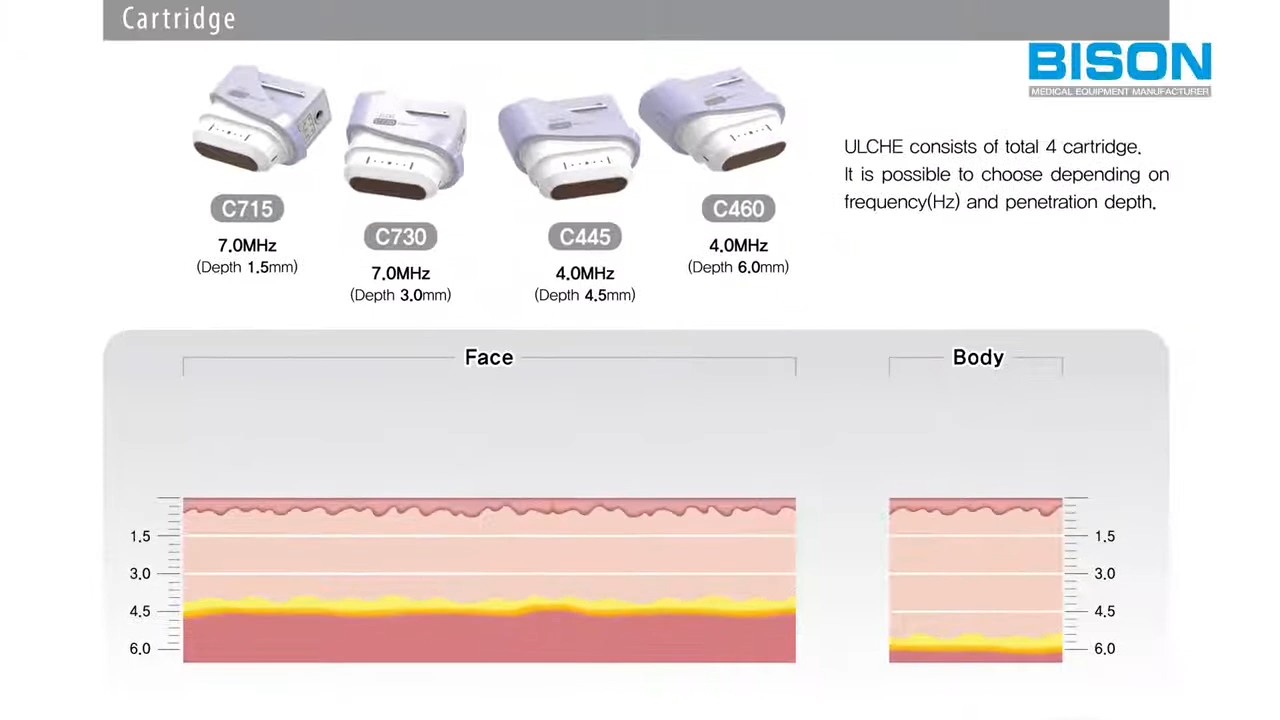 Cartridge
BISON
MEDICAL EQUIPMENT MANUFACTURER
C715
7.0MHz
(Depth 1.5mm)
C730
7.0MHz
(Depth 3.0mm)
C445
4.0MHz
(Depth 4.5mm)
C460
4.0MHz
(Depth 6.0mm)
ULCHE consists of total 4 cartridge.
It is possible to choose depending on
frequency(Hz) and penetration depth.
Face
Body
1.5
3.0
4.5
6.0
1.5
3.0
4.5
6.0